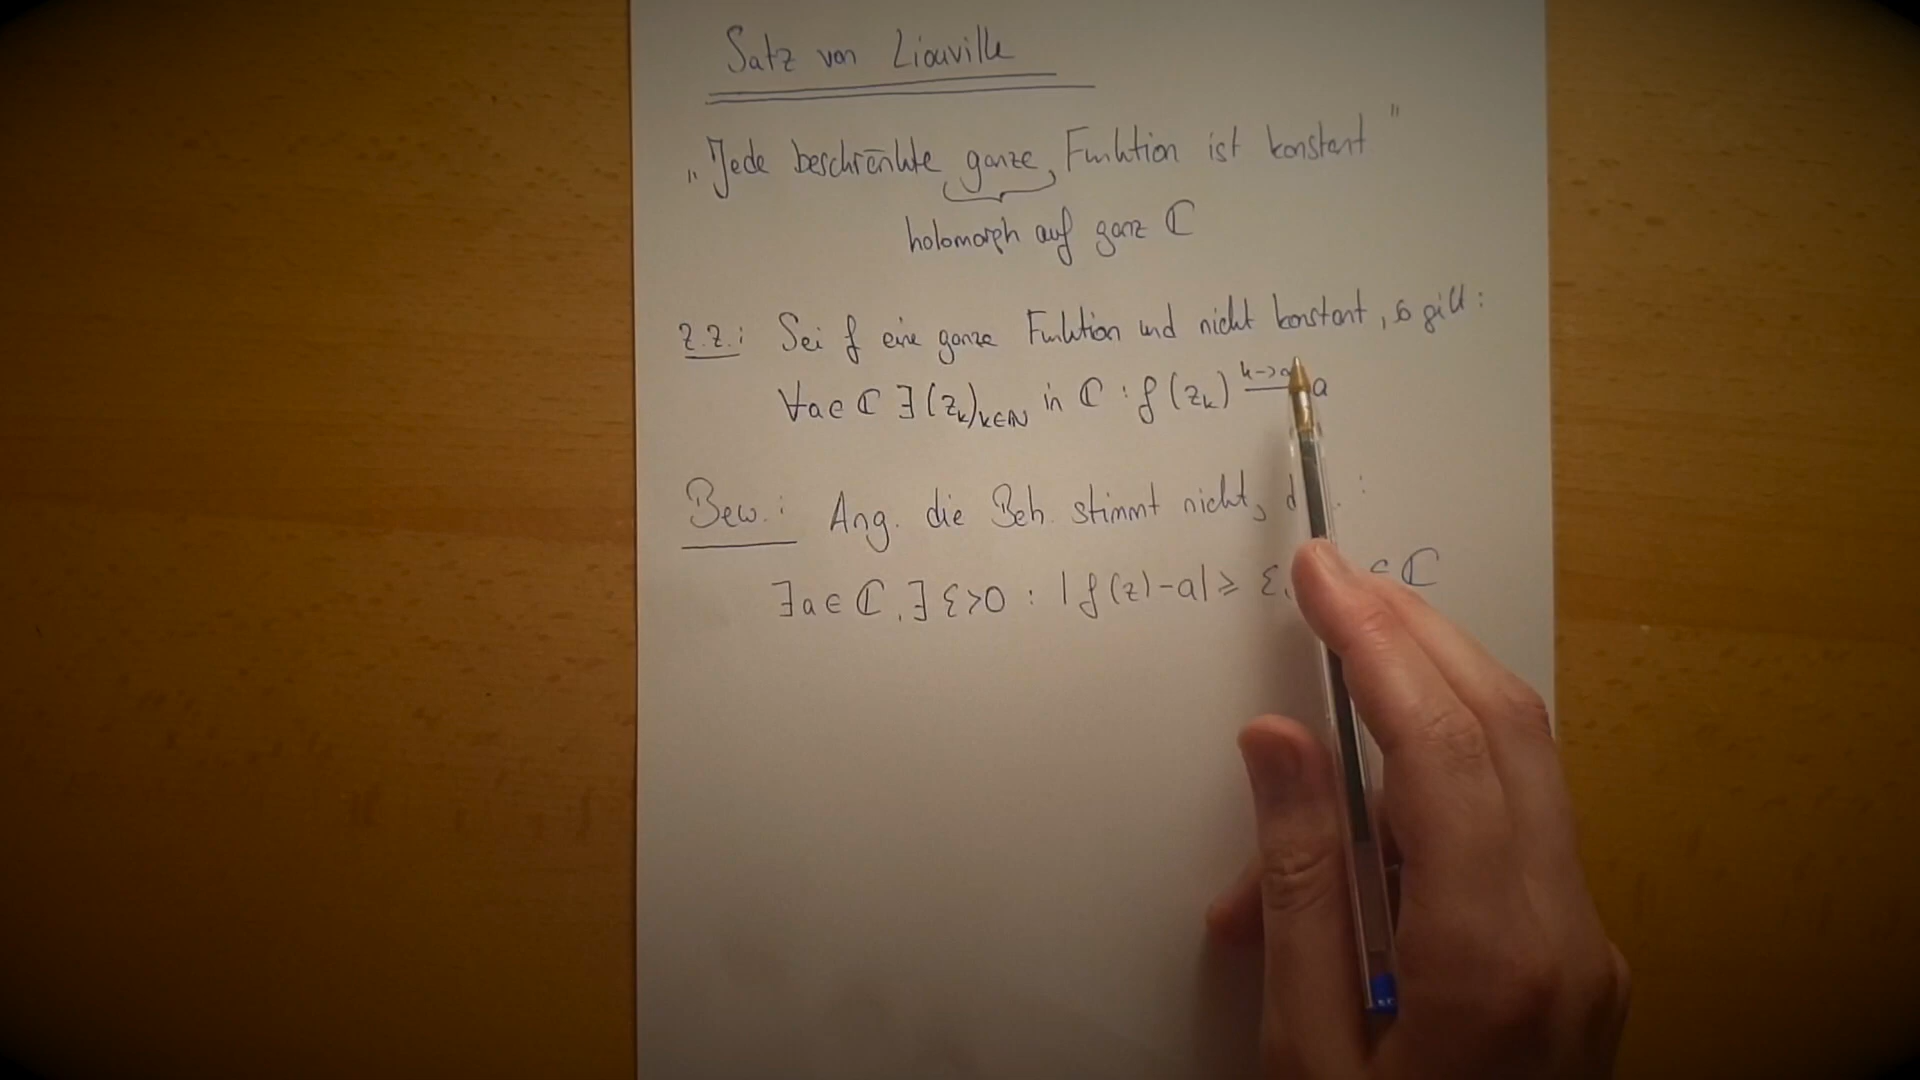 Satz von Liouville
„Jede beschränkte ganze Funktion ist konstant"
holomorph auf ganz ℂ
Z.Z.: Sei f eine ganze Funktion und nicht konstant, so gilt:
∀a∈ℂ ∃(z_k)_{k∈ℕ} in ℂ : f(z_k) → a
Bew.: Ang. die Beh. stimmt nicht,
∃a∈ℂ, ∃ε>0 : |f(z)-a| ≥ ε, ∈ℂ